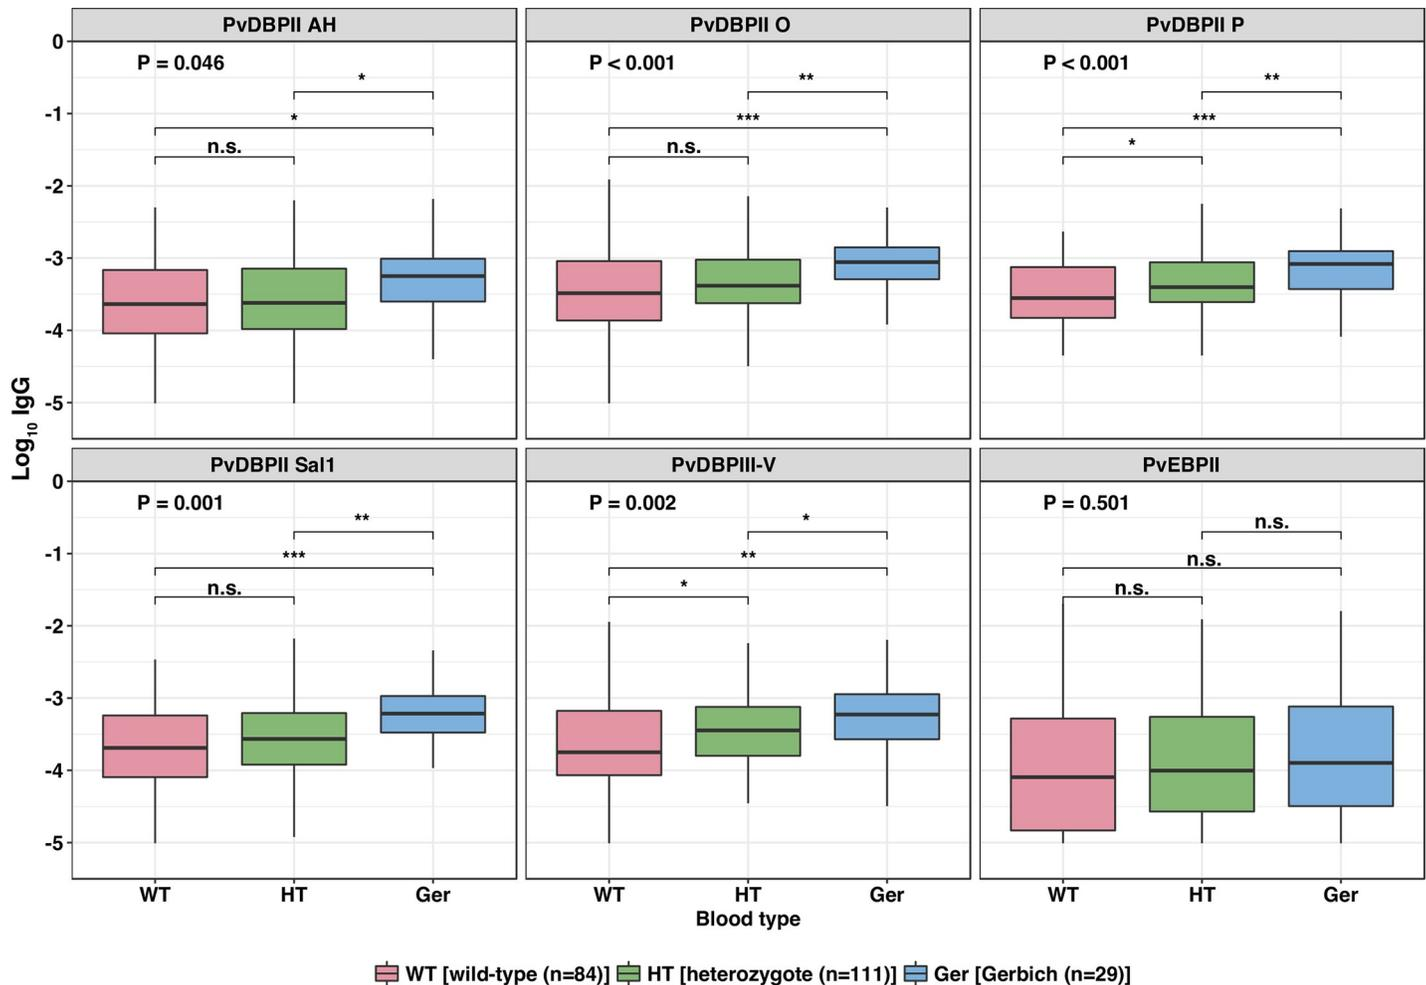 PvDBPII AH
PvDBPII O
PvDBPII P
P = 0.046
*
*
n.s.
P < 0.001
**
***
n.s.
P < 0.001
**
***
*
0
-1
-2
-3
-4
-5
Log10 IgG
PvDBPII Sal1
PvDBPIII-V
PvEBPII
P = 0.001
**
***
n.s.
P = 0.002
*
**
*
P = 0.501
n.s.
n.s.
n.s.
0
-1
-2
-3
-4
-5
WT HT Ger
WT HT Ger
WT HT Ger
Blood type
WT [wild-type (n=84)] HT [heterozygote (n=111)] Ger [Gerbich (n=29)]